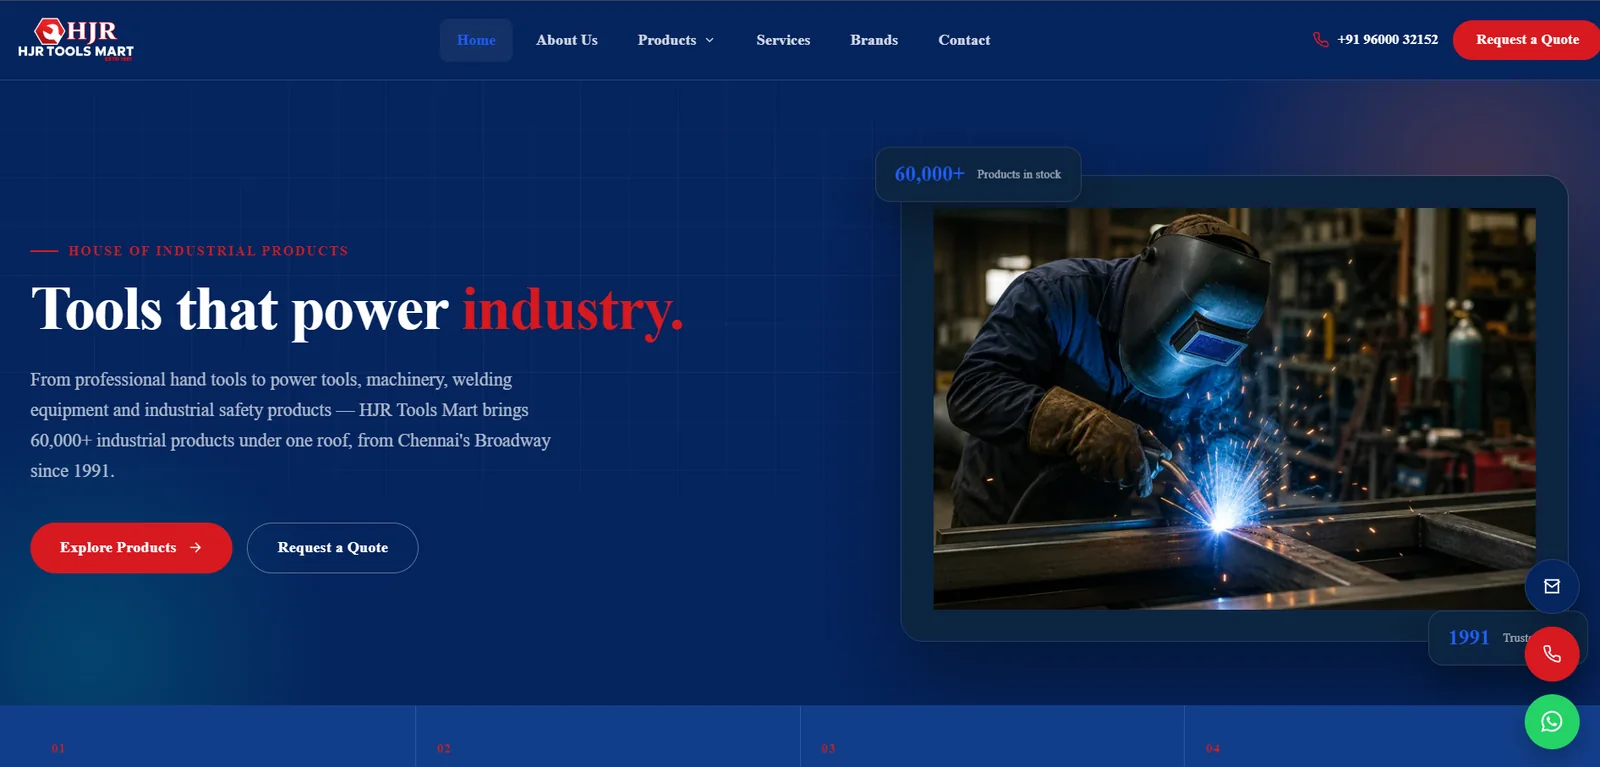 HJR
HJR TOOLS MART
Home
About Us
Products
Services
Brands
Contact
+91 96000 32152
Request a Quote
60,000+ Products in stock
HOUSE OF INDUSTRIAL PRODUCTS
Tools that power industry.
From professional hand tools to power tools, machinery, welding
equipment and industrial safety products — HJR Tools Mart brings
60,000+ industrial products under one roof, from Chennai's Broadway
since 1991.
Explore Products
Request a Quote
1991
01
02
03
04